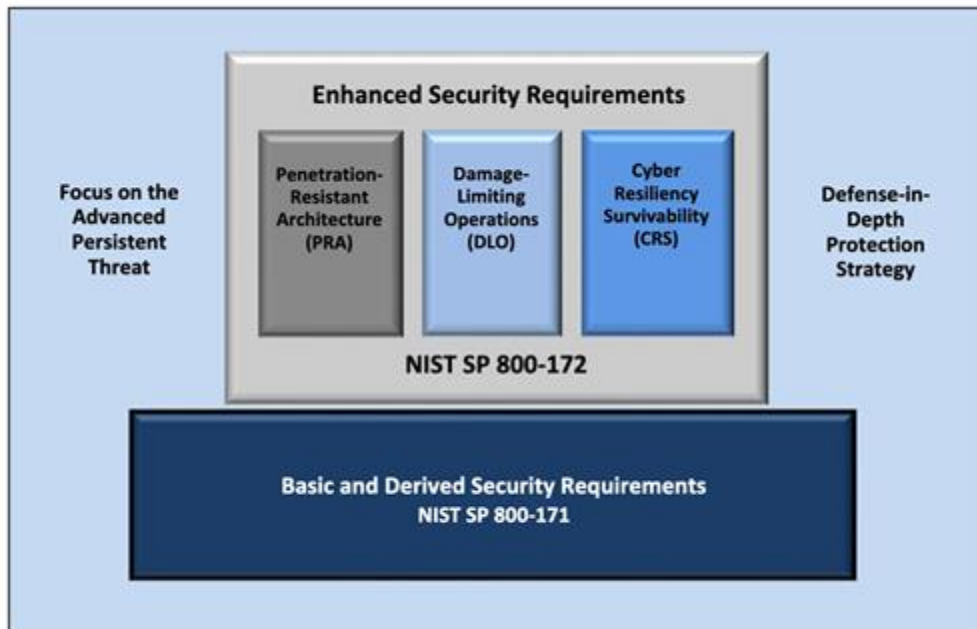 Enhanced Security Requirements
Focus on the
Advanced
Persistent
Threat
Penetration-
Resistant
Architecture
(PRA)
Damage-
Limiting
Operations
(DLO)
Cyber
Resiliency
Survivability
(CRS)
Defense-in-
Depth
Protection
Strategy
NIST SP 800-172
Basic and Derived Security Requirements
NIST SP 800-171